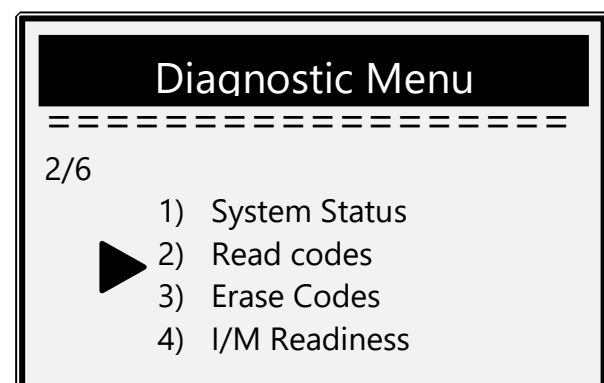 Diagnostic Menu
==================
2/6
1) System Status
2) Read codes
3) Erase Codes
4) I/M Readiness